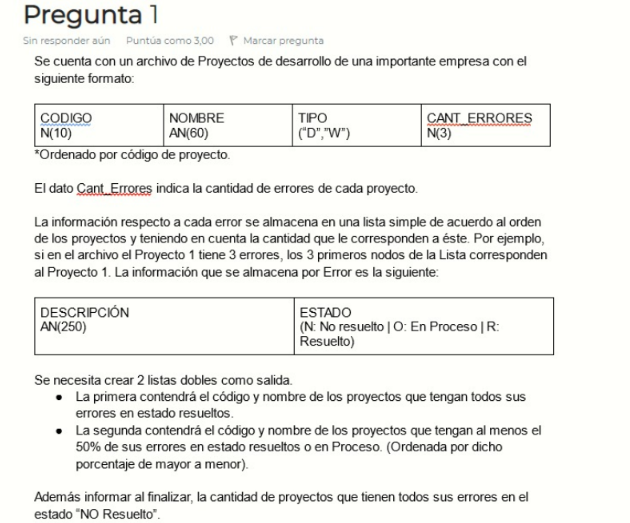 Pregunta 1
Sin responder aún Puntúa como 3,00 Marcar pregunta
Se cuenta con un archivo de Proyectos de desarrollo de una importante empresa con el
siguiente formato:
CODIGO NOMBRE TIPO CANT_ERRORES
N(10) AN(60) ("D","W") N(3)
*Ordenado por código de proyecto.
El dato Cant_Errores indica la cantidad de errores de cada proyecto.
La información respecto a cada error se almacena en una lista simple de acuerdo al orden
de los proyectos y teniendo en cuenta la cantidad que le corresponden a éste. Por ejemplo,
si en el archivo el Proyecto 1 tiene 3 errores, los 3 primeros nodos de la Lista corresponden
al Proyecto 1. La información que se almacena por Error es la siguiente:
DESCRIPCIÓN ESTADO
AN(250) (N: No resuelto | O: En Proceso | R:
Resuelto)
Se necesita crear 2 listas dobles como salida.
● La primera contendrá el código y nombre de los proyectos que tengan todos sus
errores en estado resueltos.
● La segunda contendrá el código y nombre de los proyectos que tengan al menos el
50% de sus errores en estado resueltos o en Proceso. (Ordenada por dicho
porcentaje de mayor a menor).
Además informar al finalizar, la cantidad de proyectos que tienen todos sus errores en el
estado "NO Resuelto".